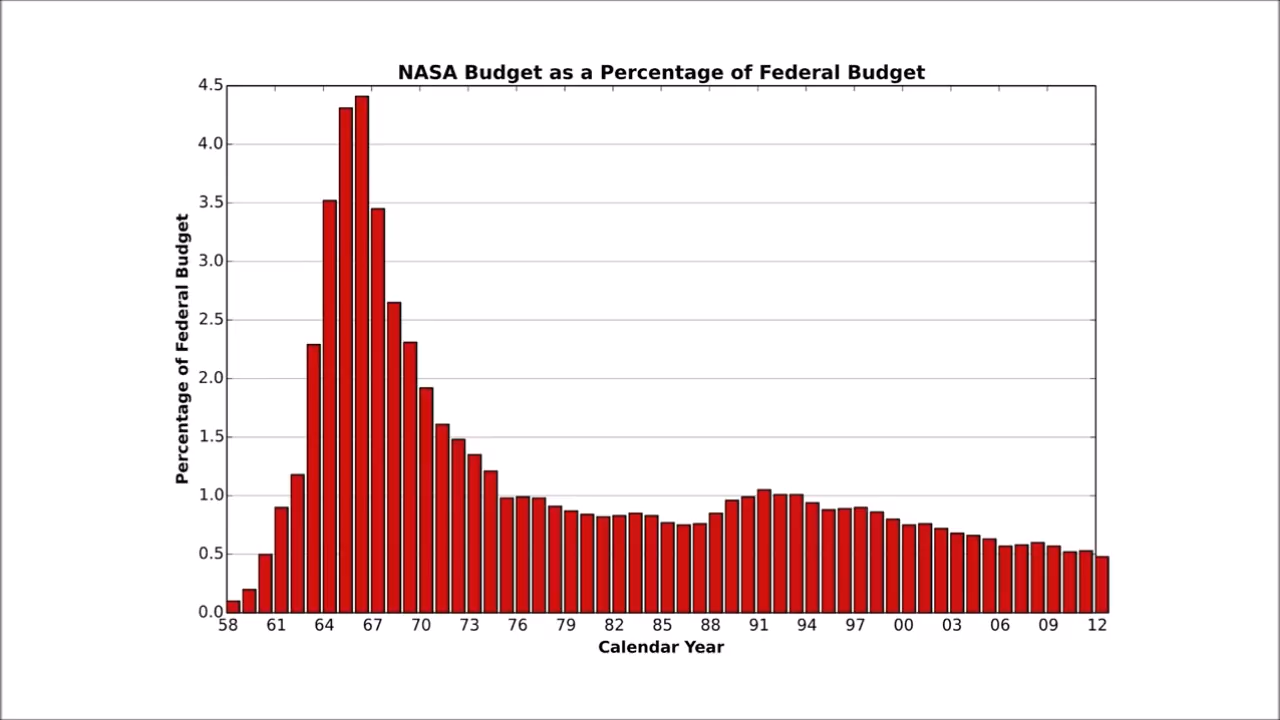 NASA Budget as a Percentage of Federal Budget
4.5
4.0
3.5
3.0
2.5
2.0
1.5
1.0
0.5
0.0
Percentage of Federal Budget
58 61 64 67 70 73 76 79 82 85 88 91 94 97 00 03 06 09 12
Calendar Year